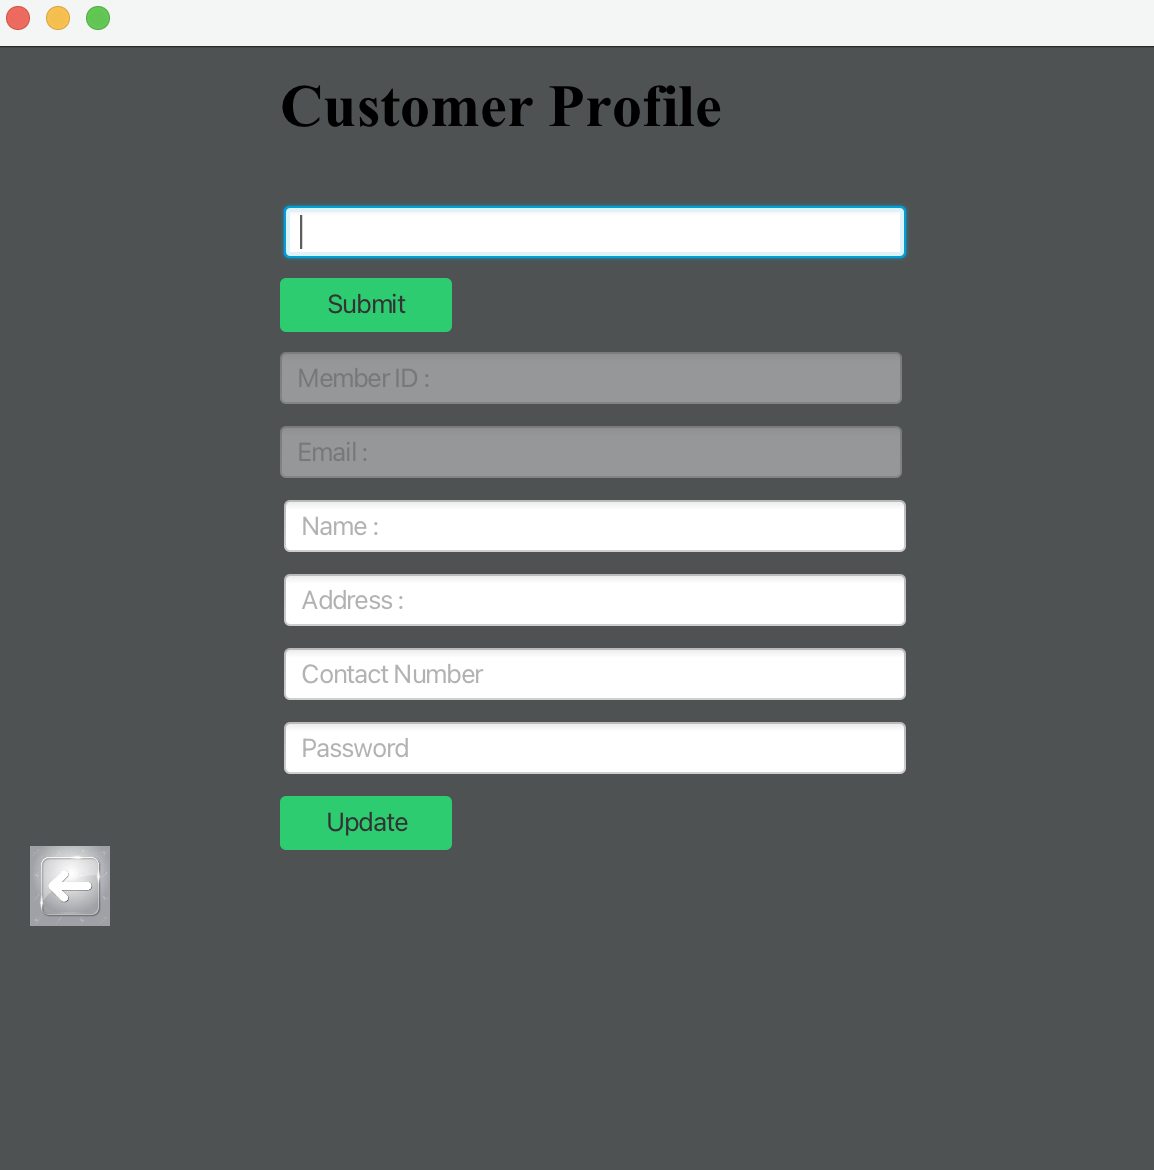 Customer Profile
Submit
Member ID :
Email :
Name :
Address :
Contact Number
Password
Update